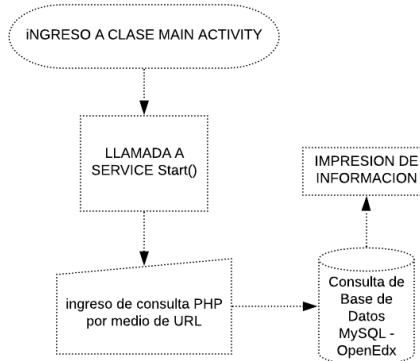 iNGRESO A CLASE MAIN ACTIVITY
LLAMADA A
SERVICE Start()
IMPRESION DE
INFORMACION
ingreso de consulta PHP
por medio de URL
Consulta de
Base de
Datos
MySQL -
OpenEdx